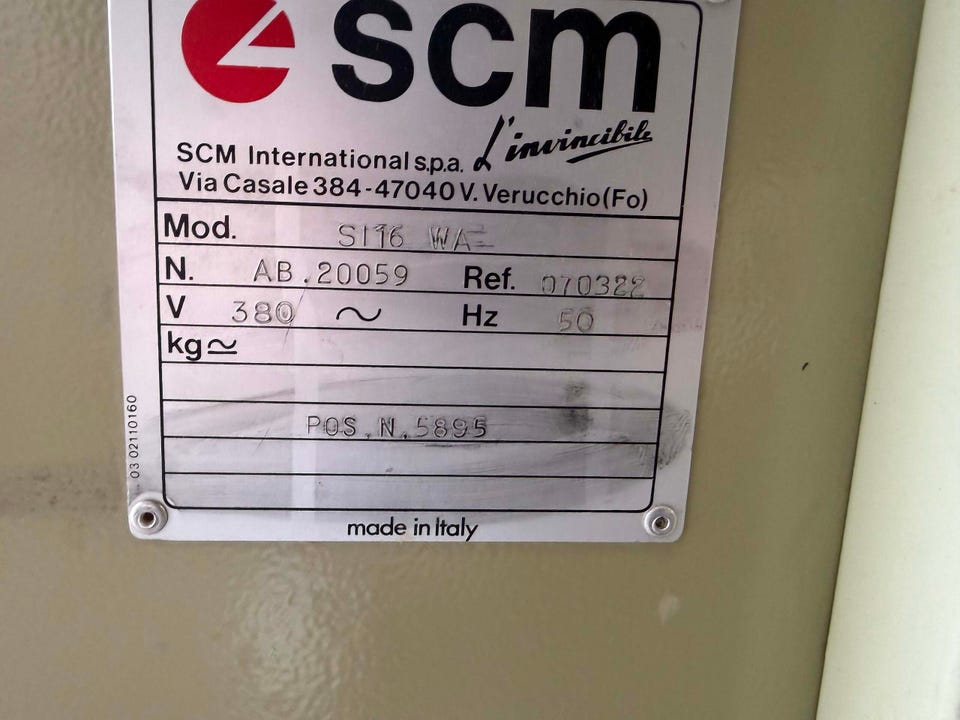 scm
L'invincibile
SCM International s.p.a.
Via Casale 384-47040 V. Verucchio (Fo)
Mod. SI16 WA
N. AB.20059 Ref. 070322
V 380 ~ Hz 50
kg≃
POS.N.5895
03 02110160
made in Italy